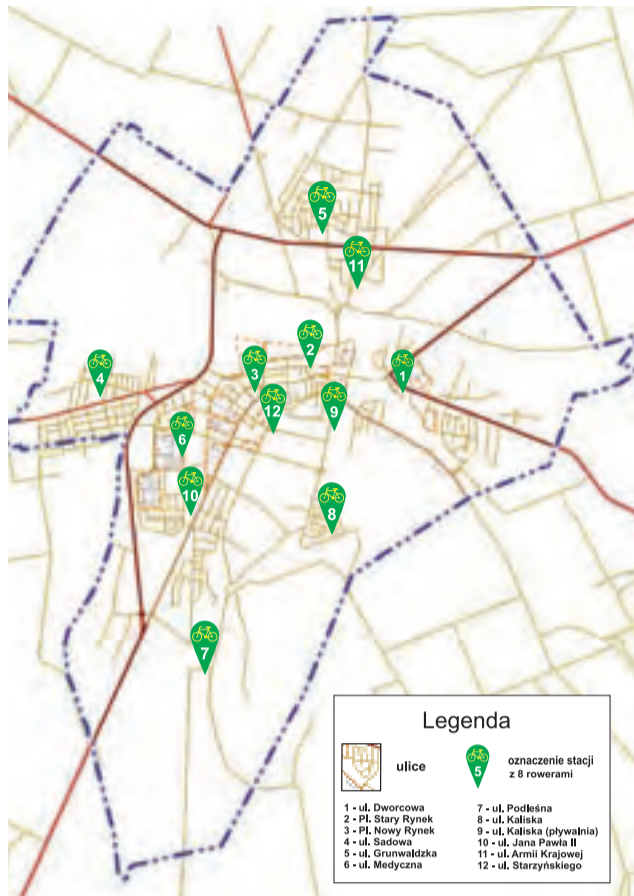 5
11
2
3
1
4
12
9
6
10
8
7
Legenda
ulice
5
oznaczenie stacji
z 8 rowerami
1 - ul. Dworcowa
2 - Pl. Stary Rynek
3 - Pl. Nowy Rynek
4 - ul. Sadowa
5 - ul. Grunwaldzka
6 - ul. Medyczna
7 - ul. Podleśna
8 - ul. Kaliska
9 - ul. Kaliska (pływalnia)
10 - ul. Jana Pawła II
11 - ul. Armii Krajowej
12 - ul. Starzyńskiego